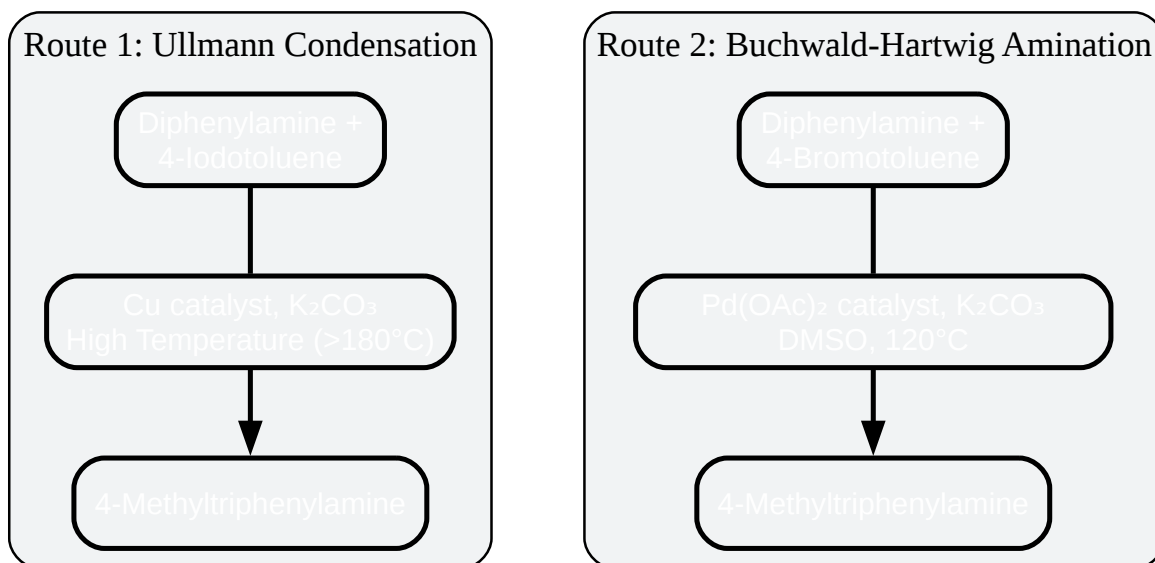 Route 1: Ullmann Condensation
Diphenylamine +
4-Iodotoluene
Cu catalyst, K₂CO₃
High Temperature (>180°C)
4-Methyltriphenylamine
Route 2: Buchwald-Hartwig Amination
Diphenylamine +
4-Bromotoluene
Pd(OAc)₂ catalyst, K₂CO₃
DMSO, 120°C
4-Methyltriphenylamine